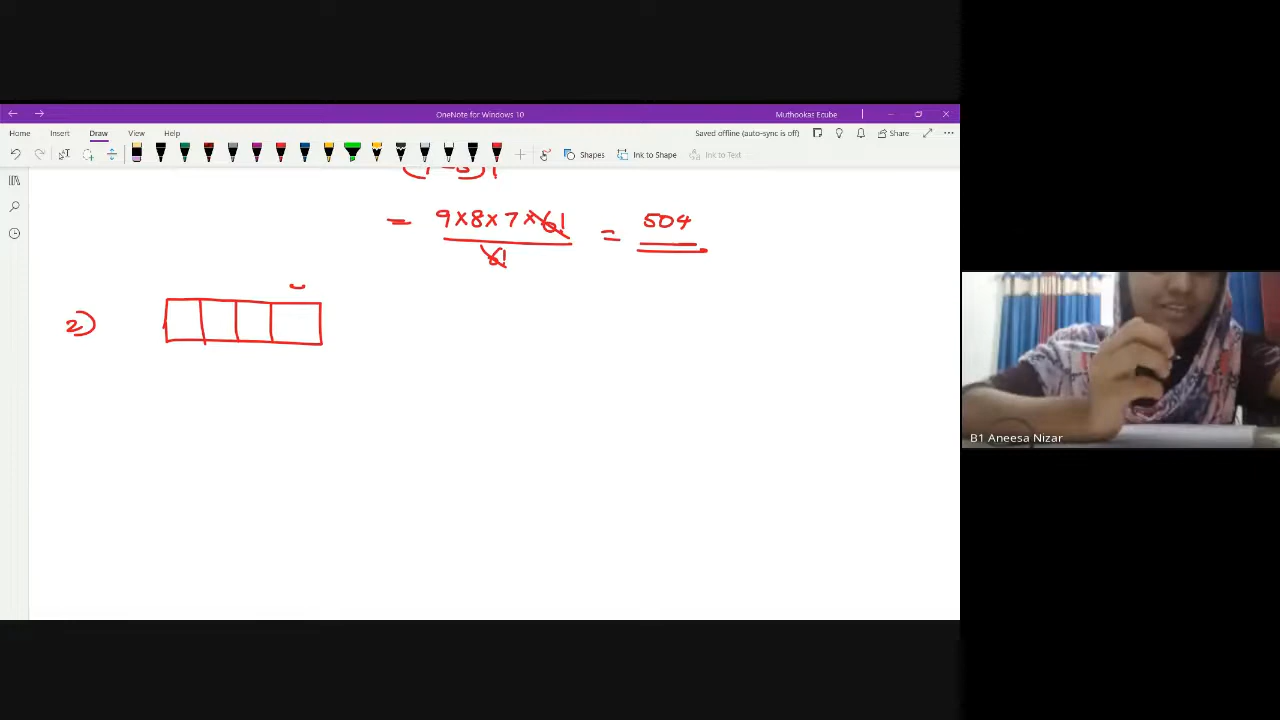 OneNote for Windows 10
Muthookas Ecube
Home Insert Draw View Help
Saved offline (auto-sync is off)
Share
Shapes
Ink to Shape
Ink to Text
= 9×8×7×6! = 504
6!
2)
B1 Aneesa Nizar